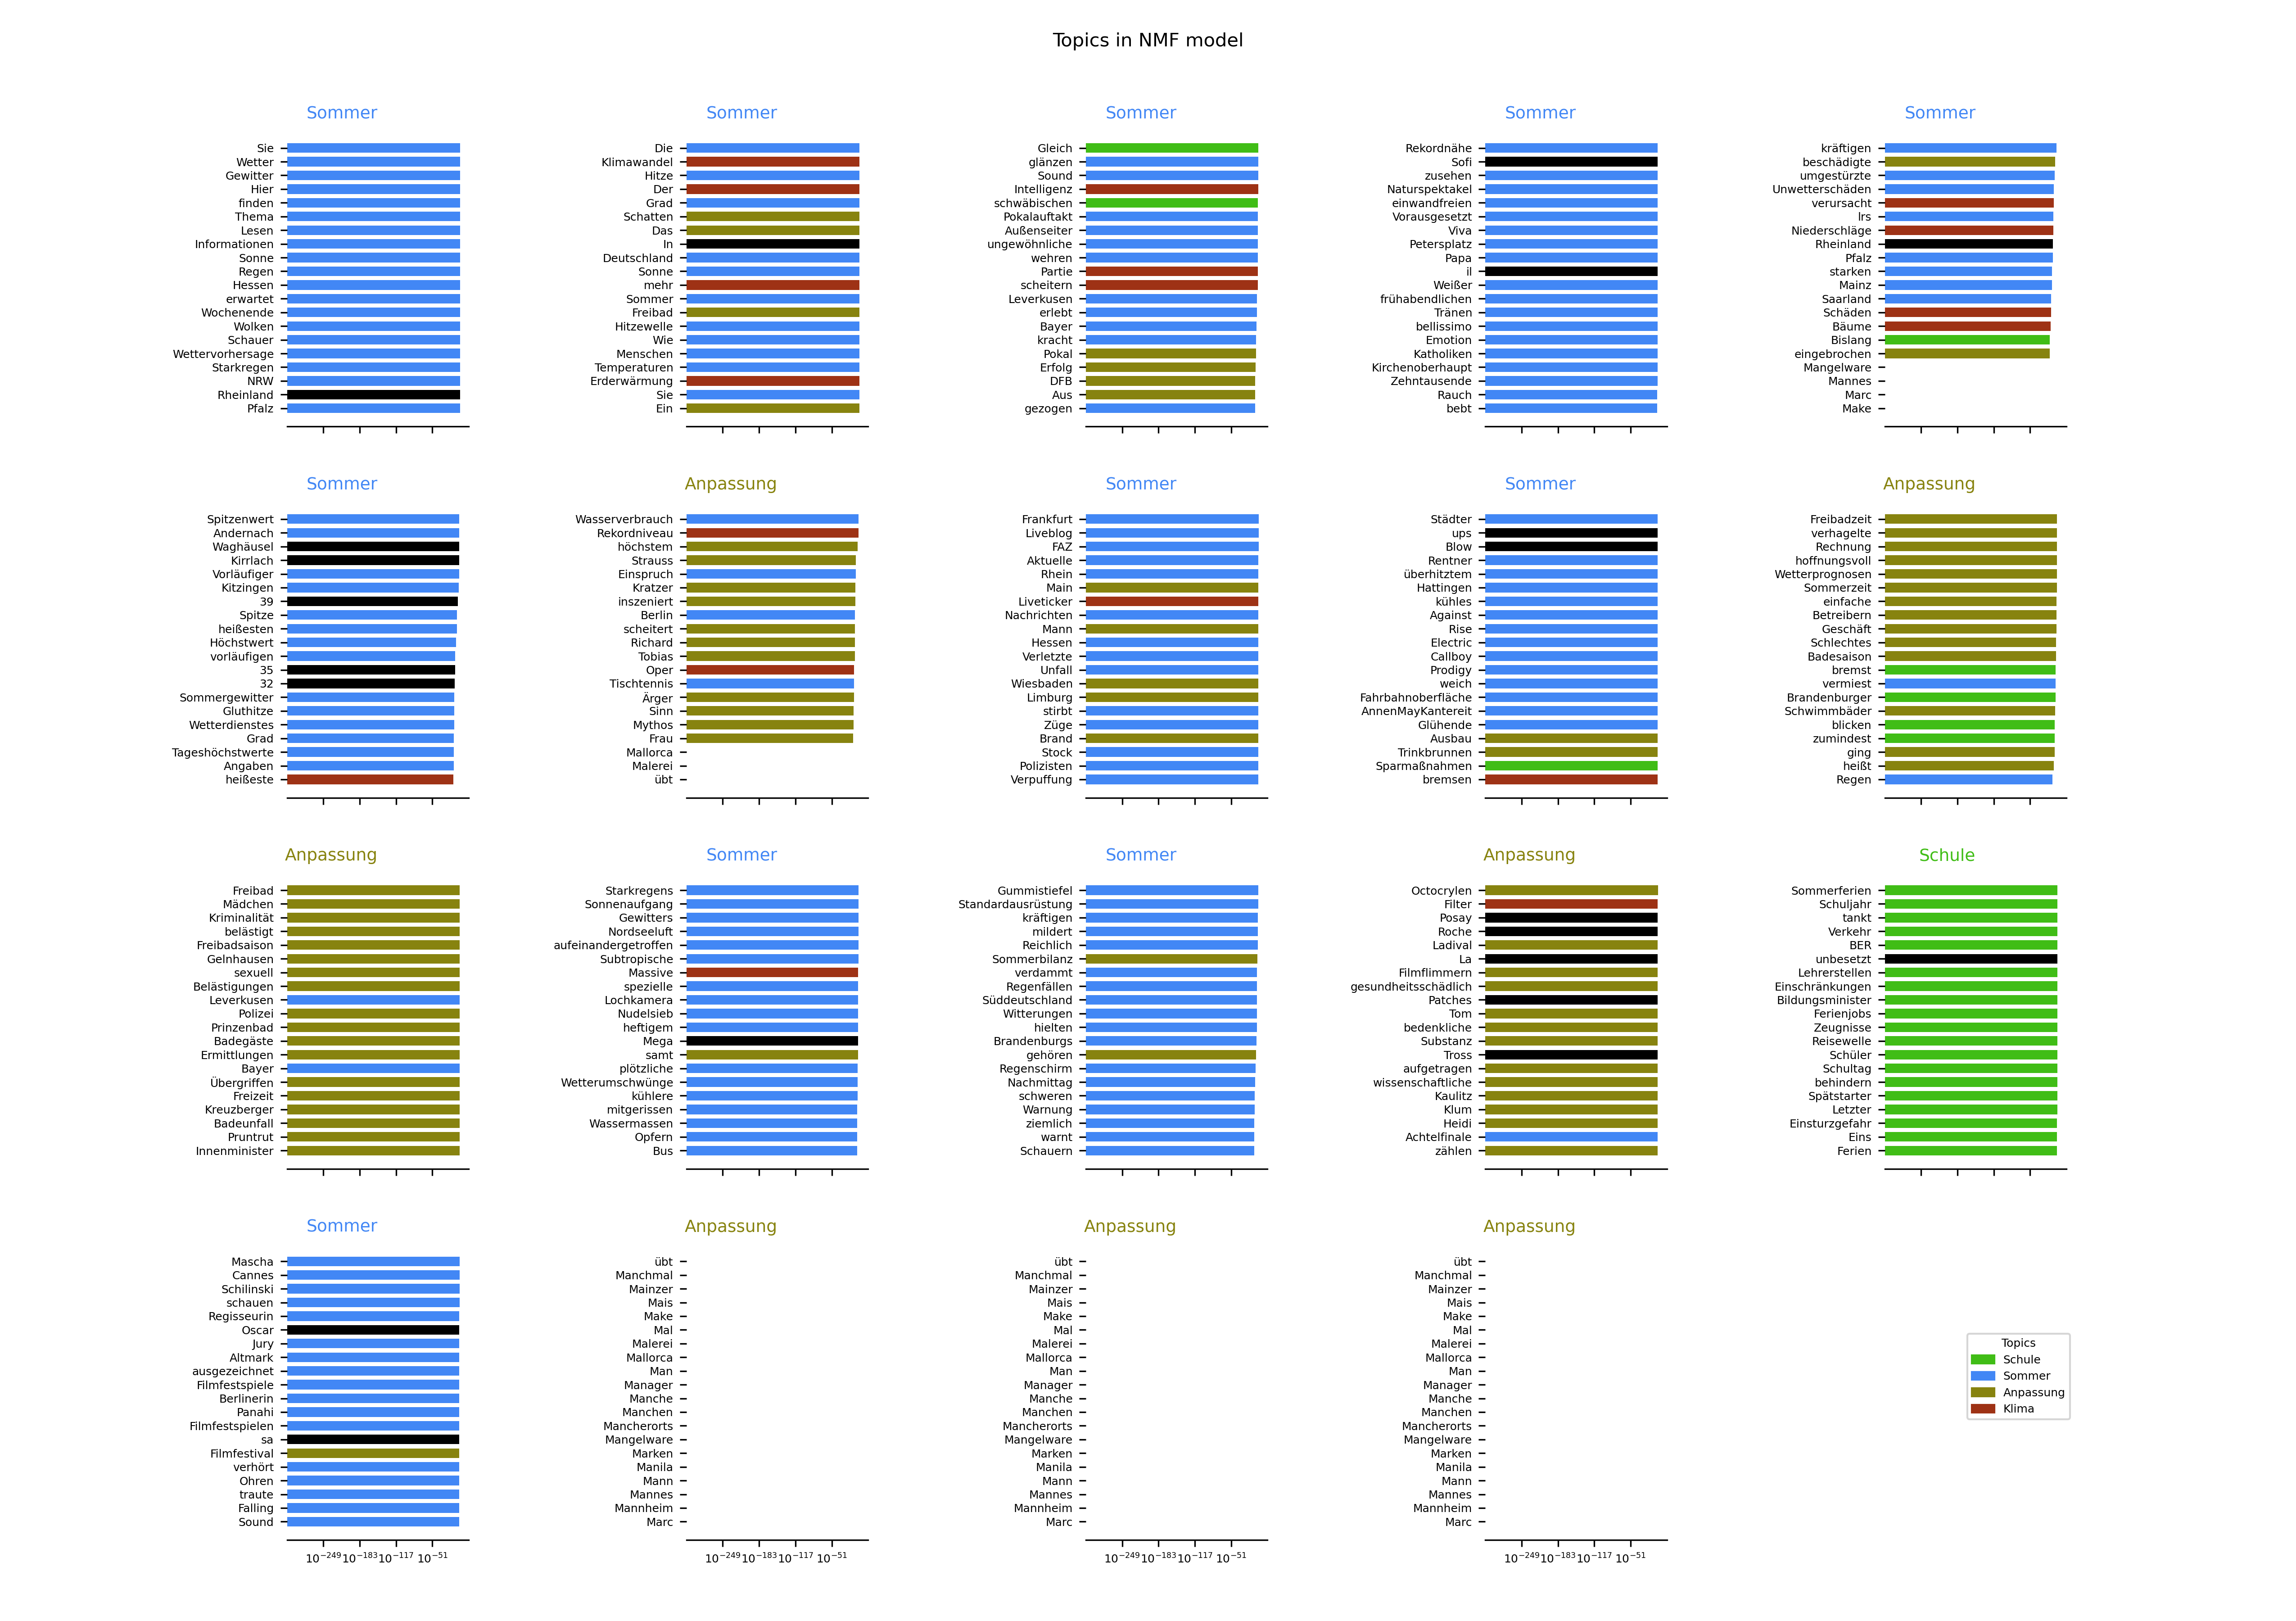 Topics in NMF model
Sommer
Sie
Wetter
Gewitter
Hier
finden
Thema
Lesen
Informationen
Sonne
Regen
Hessen
erwartet
Wochenende
Wolken
Schauer
Wettervorhersage
Starkregen
NRW
Rheinland
Pfalz
Sommer
Die
Klimawandel
Hitze
Der
Grad
Schatten
Das
In
Deutschland
Sonne
mehr
Sommer
Freibad
Hitzewelle
Wie
Menschen
Temperaturen
Erderwärmung
Sie
Ein
Sommer
Gleich
glänzen
Sound
Intelligenz
schwäbischen
Pokalauftakt
Außenseiter
ungewöhnliche
wehren
Partie
scheitern
Leverkusen
erlebt
Bayer
kracht
Pokal
Erfolg
DFB
Aus
gezogen
Sommer
Rekordnähe
Sofi
zusehen
Naturspektakel
einwandfreien
Vorausgesetzt
Viva
Petersplatz
Papa
il
Weißer
frühabendlichen
Tränen
bellissimo
Emotion
Katholiken
Kirchenoberhaupt
Zehntausende
Rauch
bebt
Sommer
kräftigen
beschädigte
umgestürzte
Unwetterschäden
verursacht
lrs
Niederschläge
Rheinland
Pfalz
starken
Mainz
Saarland
Schäden
Bäume
Bislang
eingebrochen
Mangelware
Mannes
Marc
Make
Sommer
Spitzenwert
Andernach
Waghäusel
Kirrlach
Vorläufiger
Kitzingen
39
Spitze
heißesten
Höchstwert
vorläufigen
35
32
Sommergewitter
Gluthitze
Wetterdienstes
Grad
Tageshöchstwerte
Angaben
heißeste
Anpassung
Wasserverbrauch
Rekordniveau
höchstem
Strauss
Einspruch
Kratzer
inszeniert
Berlin
scheitert
Richard
Tobias
Oper
Tischtennis
Ärger
Sinn
Mythos
Frau
Mallorca
Malerei
übt
Sommer
Frankfurt
Liveblog
FAZ
Aktuelle
Rhein
Main
Liveticker
Nachrichten
Mann
Hessen
Verletzte
Unfall
Wiesbaden
Limburg
stirbt
Züge
Brand
Stock
Polizisten
Verpuffung
Sommer
Städter
ups
Blow
Rentner
überhitztem
Hattingen
kühles
Against
Rise
Electric
Callboy
Prodigy
weich
Fahrbahnoberfläche
AnnenMayKantereit
Glühende
Ausbau
Trinkbrunnen
Sparmaßnahmen
bremsen
Anpassung
Freibadzeit
verhagelte
Rechnung
hoffnungsvoll
Wetterprognosen
Sommerzeit
einfache
Betreibern
Geschäft
Schlechtes
Badesaison
bremst
vermiest
Brandenburger
Schwimmbäder
blicken
zumindest
ging
heißt
Regen
Anpassung
Freibad
Mädchen
Kriminalität
belästigt
Freibadsaison
Gelnhausen
sexuell
Belästigungen
Leverkusen
Polizei
Prinzenbad
Badegäste
Ermittlungen
Bayer
Übergriffen
Freizeit
Kreuzberger
Badeunfall
Pruntrut
Innenminister
Sommer
Starkregens
Sonnenaufgang
Gewitters
Nordseeluft
aufeinandergetroffen
Subtropische
Massive
spezielle
Lochkamera
Nudelsieb
heftigem
Mega
samt
plötzliche
Wetterumschwünge
kühlere
mitgerissen
Wassermassen
Opfern
Bus
Sommer
Gummistiefel
Standardausrüstung
kräftigen
mildert
Reichlich
Sommerbilanz
verdammt
Regenfällen
Süddeutschland
Witterungen
hielten
Brandenburgs
gehören
Regenschirm
Nachmittag
schweren
Warnung
ziemlich
warnt
Schauern
Anpassung
Octocrylen
Filter
Posay
Roche
Ladival
La
Filmflimmern
gesundheitsschädlich
Patches
Tom
bedenkliche
Substanz
Tross
aufgetragen
wissenschaftliche
Kaulitz
Klum
Heidi
Achtelfinale
zählen
Schule
Sommerferien
Schuljahr
tankt
Verkehr
BER
unbesetzt
Lehrerstellen
Einschränkungen
Bildungsminister
Ferienjobs
Zeugnisse
Reisewelle
Schüler
Schultag
behindern
Spätstarter
Letzter
Einsturzgefahr
Eins
Ferien
Sommer
Mascha
Cannes
Schilinski
schauen
Regisseurin
Oscar
Jury
Altmark
ausgezeichnet
Filmfestspiele
Berlinerin
Panahi
Filmfestspielen
sa
Filmfestival
verhört
Ohren
traute
Falling
Sound
10⁻²⁴⁹ 10⁻¹⁸³ 10⁻¹¹⁷ 10⁻⁵¹
Anpassung
übt
Manchmal
Mainzer
Mais
Make
Mal
Malerei
Mallorca
Man
Manager
Manche
Manchen
Mancherorts
Mangelware
Marken
Manila
Mann
Mannes
Mannheim
Marc
10⁻²⁴⁹ 10⁻¹⁸³ 10⁻¹¹⁷ 10⁻⁵¹
Anpassung
übt
Manchmal
Mainzer
Mais
Make
Mal
Malerei
Mallorca
Man
Manager
Manche
Manchen
Mancherorts
Mangelware
Marken
Manila
Mann
Mannes
Mannheim
Marc
10⁻²⁴⁹ 10⁻¹⁸³ 10⁻¹¹⁷ 10⁻⁵¹
Anpassung
übt
Manchmal
Mainzer
Mais
Make
Mal
Malerei
Mallorca
Man
Manager
Manche
Manchen
Mancherorts
Mangelware
Marken
Manila
Mann
Mannes
Mannheim
Marc
10⁻²⁴⁹ 10⁻¹⁸³ 10⁻¹¹⁷ 10⁻⁵¹
Topics
Schule
Sommer
Anpassung
Klima